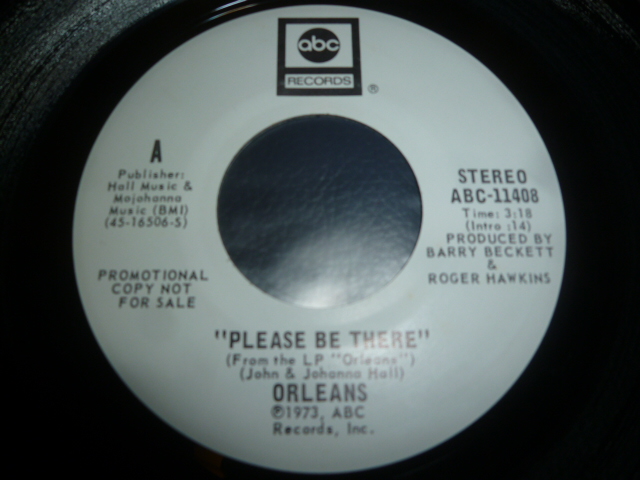 abc
RECORDS
®
A
Publisher:
Hall Music &
Mojohanna
Music (BMI)
(45-16506-S)
PROMOTIONAL
COPY NOT
FOR SALE
STEREO
ABC-11408
Time: 3:18
(Intro :14)
PRODUCED BY
BARRY BECKETT
&
ROGER HAWKINS
"PLEASE BE THERE"
(From the LP "Orleans")
(John & Johanna Hall)
ORLEANS
℗1973, ABC
Records, Inc.